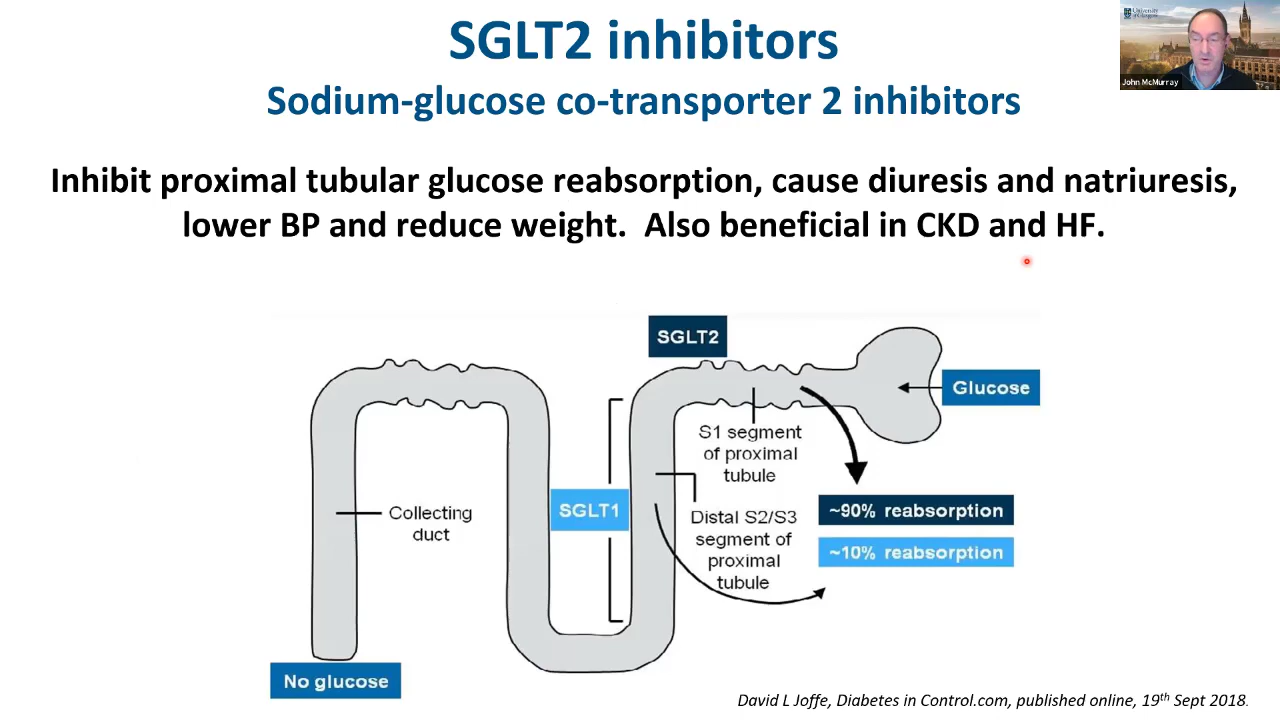 SGLT2 inhibitors
Sodium-glucose co-transporter 2 inhibitors
University
of Glasgow
John McMurray
Inhibit proximal tubular glucose reabsorption, cause diuresis and natriuresis,
lower BP and reduce weight.  Also beneficial in CKD and HF.
SGLT2
Glucose
S1 segment
of proximal
tubule
SGLT1
Collecting
duct
Distal S2/S3
segment of
proximal
tubule
~90% reabsorption
~10% reabsorption
No glucose
David L Joffe, Diabetes in Control.com, published online, 19th Sept 2018.